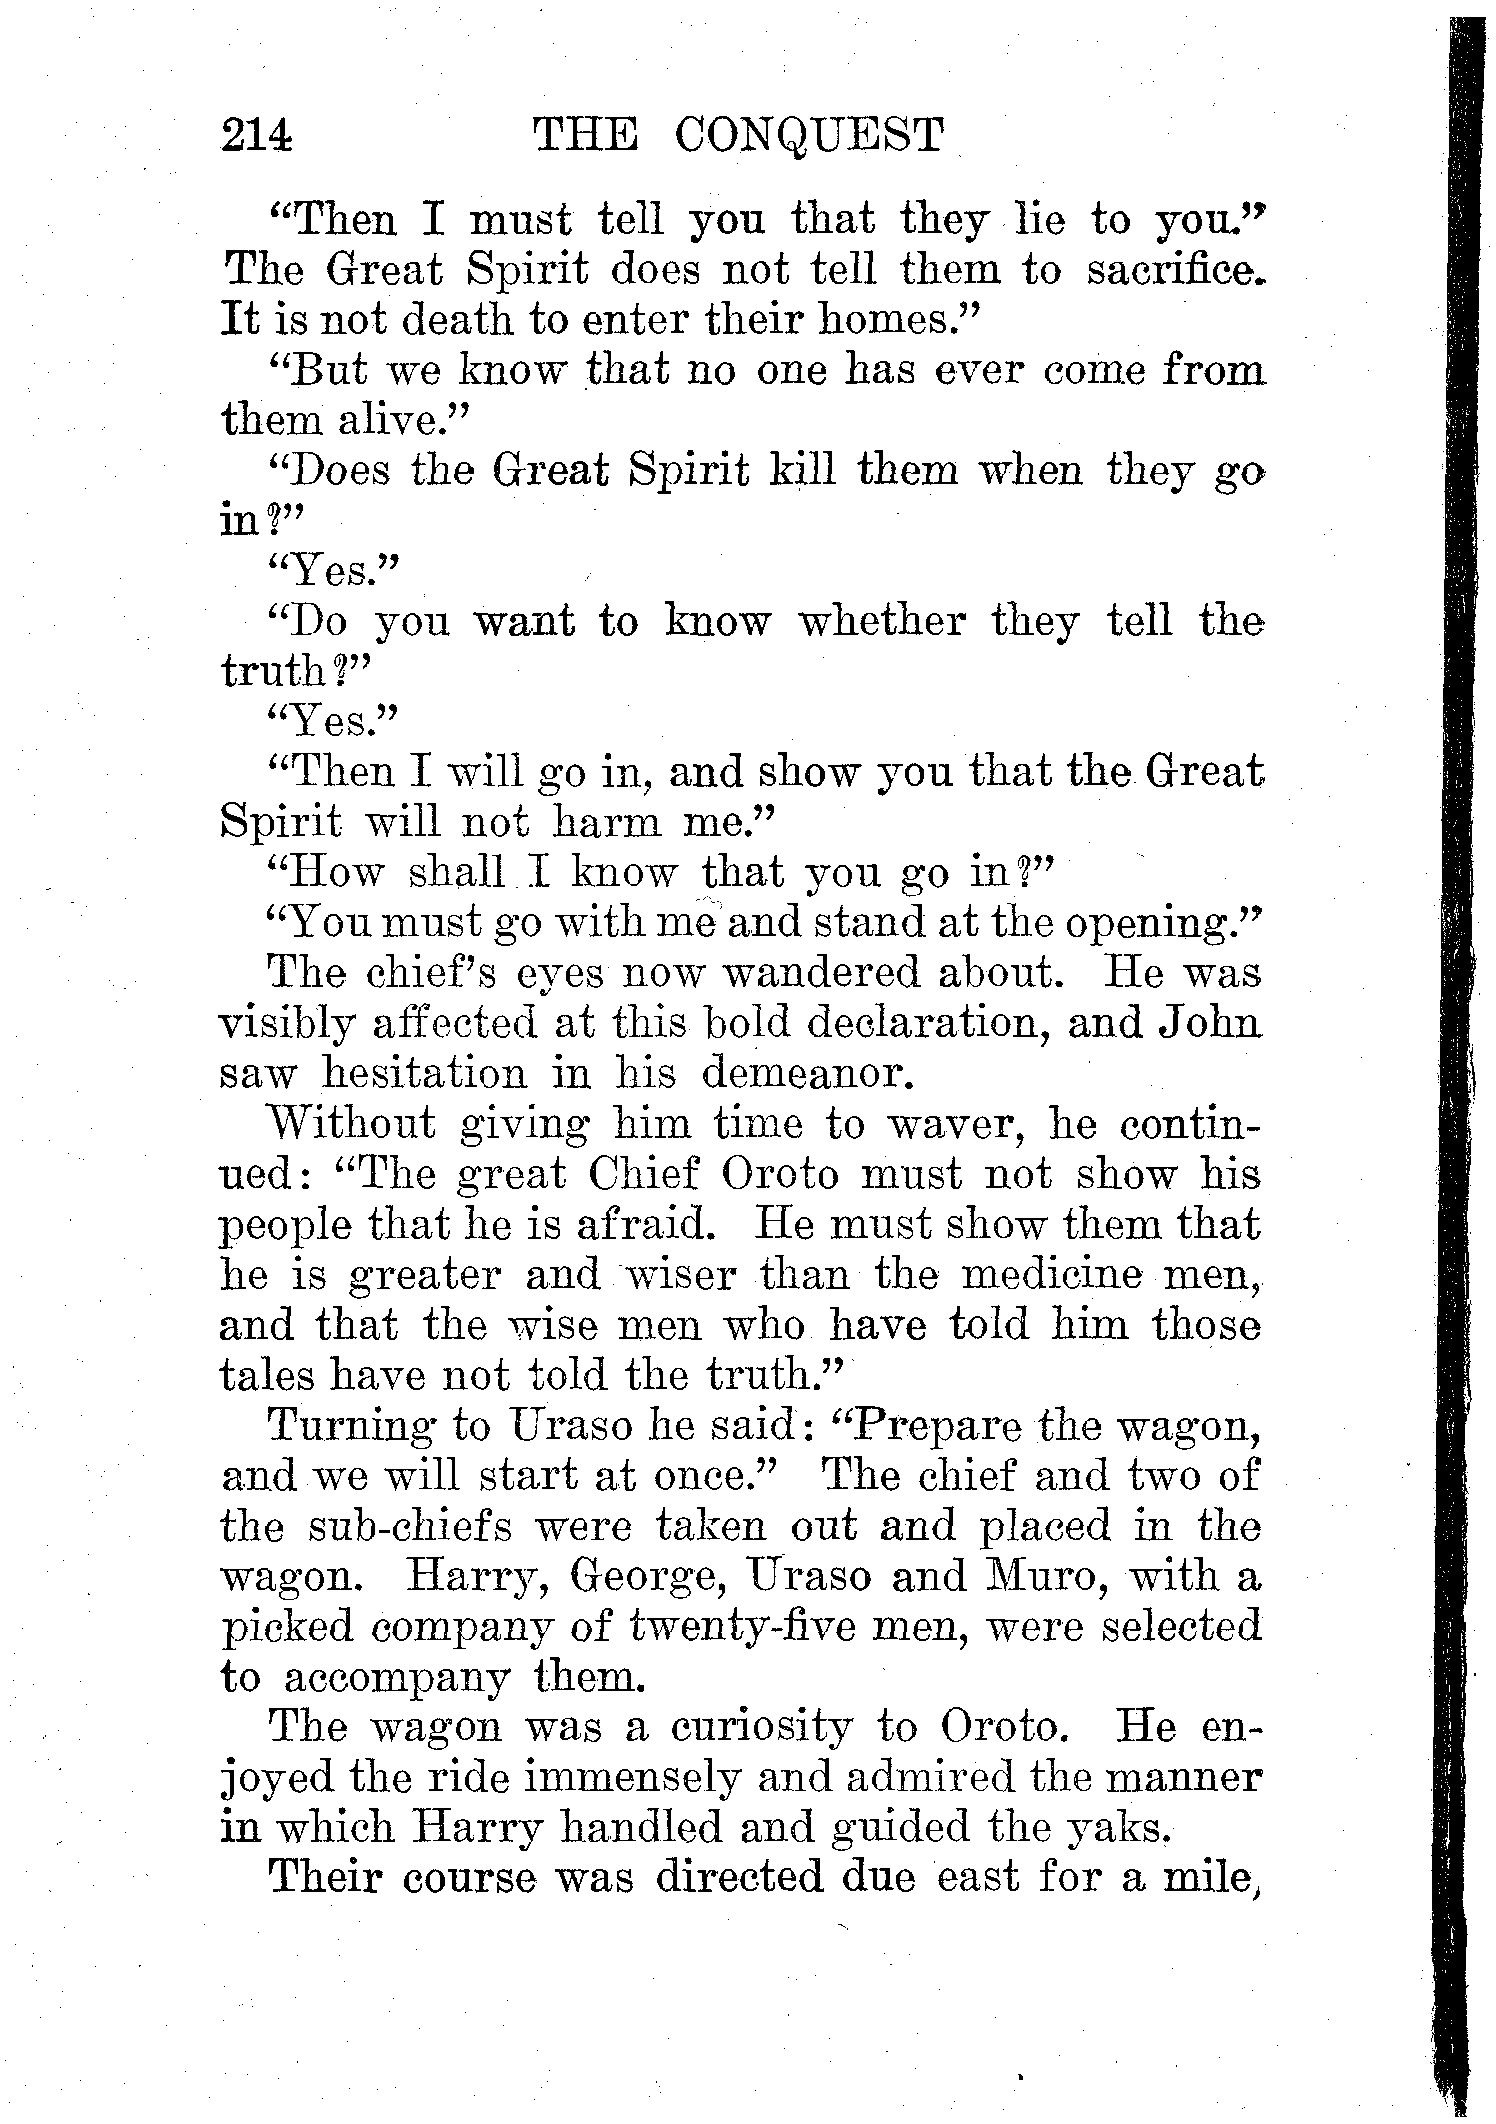 214 THE CONQUEST
“Then I must tell you that they lie to you.”
The Great Spirit does not tell them to sacrifice.
It is not death to enter their homes.”
“But we know that no one has ever come from
them alive.”
“Does the Great Spirit kill them when they go
in?”
“Yes.”
“Do you want to know whether they tell the
truth?”
“Yes.”
“Then I will go in, and show you that the Great
Spirit will not harm me.”
“How shall I know that you go in?”
“You must go with me and stand at the opening.”
The chief’s eyes now wandered about. He was
visibly affected at this bold declaration, and John
saw hesitation in his demeanor.
Without giving him time to waver, he contin-
ued: “The great Chief Oroto must not show his
people that he is afraid. He must show them that
he is greater and wiser than the medicine men,
and that the wise men who have told him those
tales have not told the truth.”
Turning to Uraso he said: “Prepare the wagon,
and we will start at once.” The chief and two of
the sub-chiefs were taken out and placed in the
wagon. Harry, George, Uraso and Muro, with a
picked company of twenty-five men, were selected
to accompany them.
The wagon was a curiosity to Oroto. He en-
joyed the ride immensely and admired the manner
in which Harry handled and guided the yaks.
Their course was directed due east for a mile,